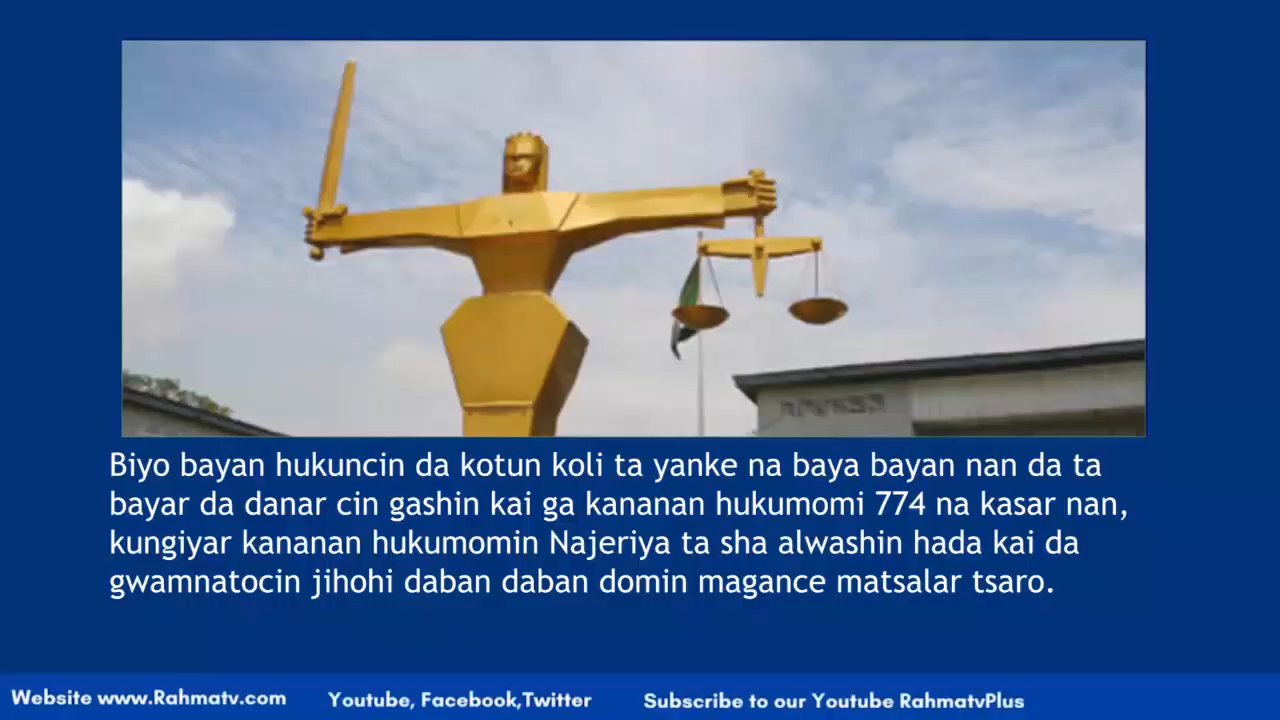 Biyo bayan hukuncin da kotun koli ta yanke na baya bayan nan da ta
bayar da danar cin gashin kai ga kananan hukumomi 774 na kasar nan,
kungiyar kananan hukumomin Najeriya ta sha alwashin hada kai da
gwamnatocin jihohi daban daban domin magance matsalar tsaro.
Website www.Rahmatv.com Youtube, Facebook,Twitter Subscribe to our Youtube RahmatvPlus